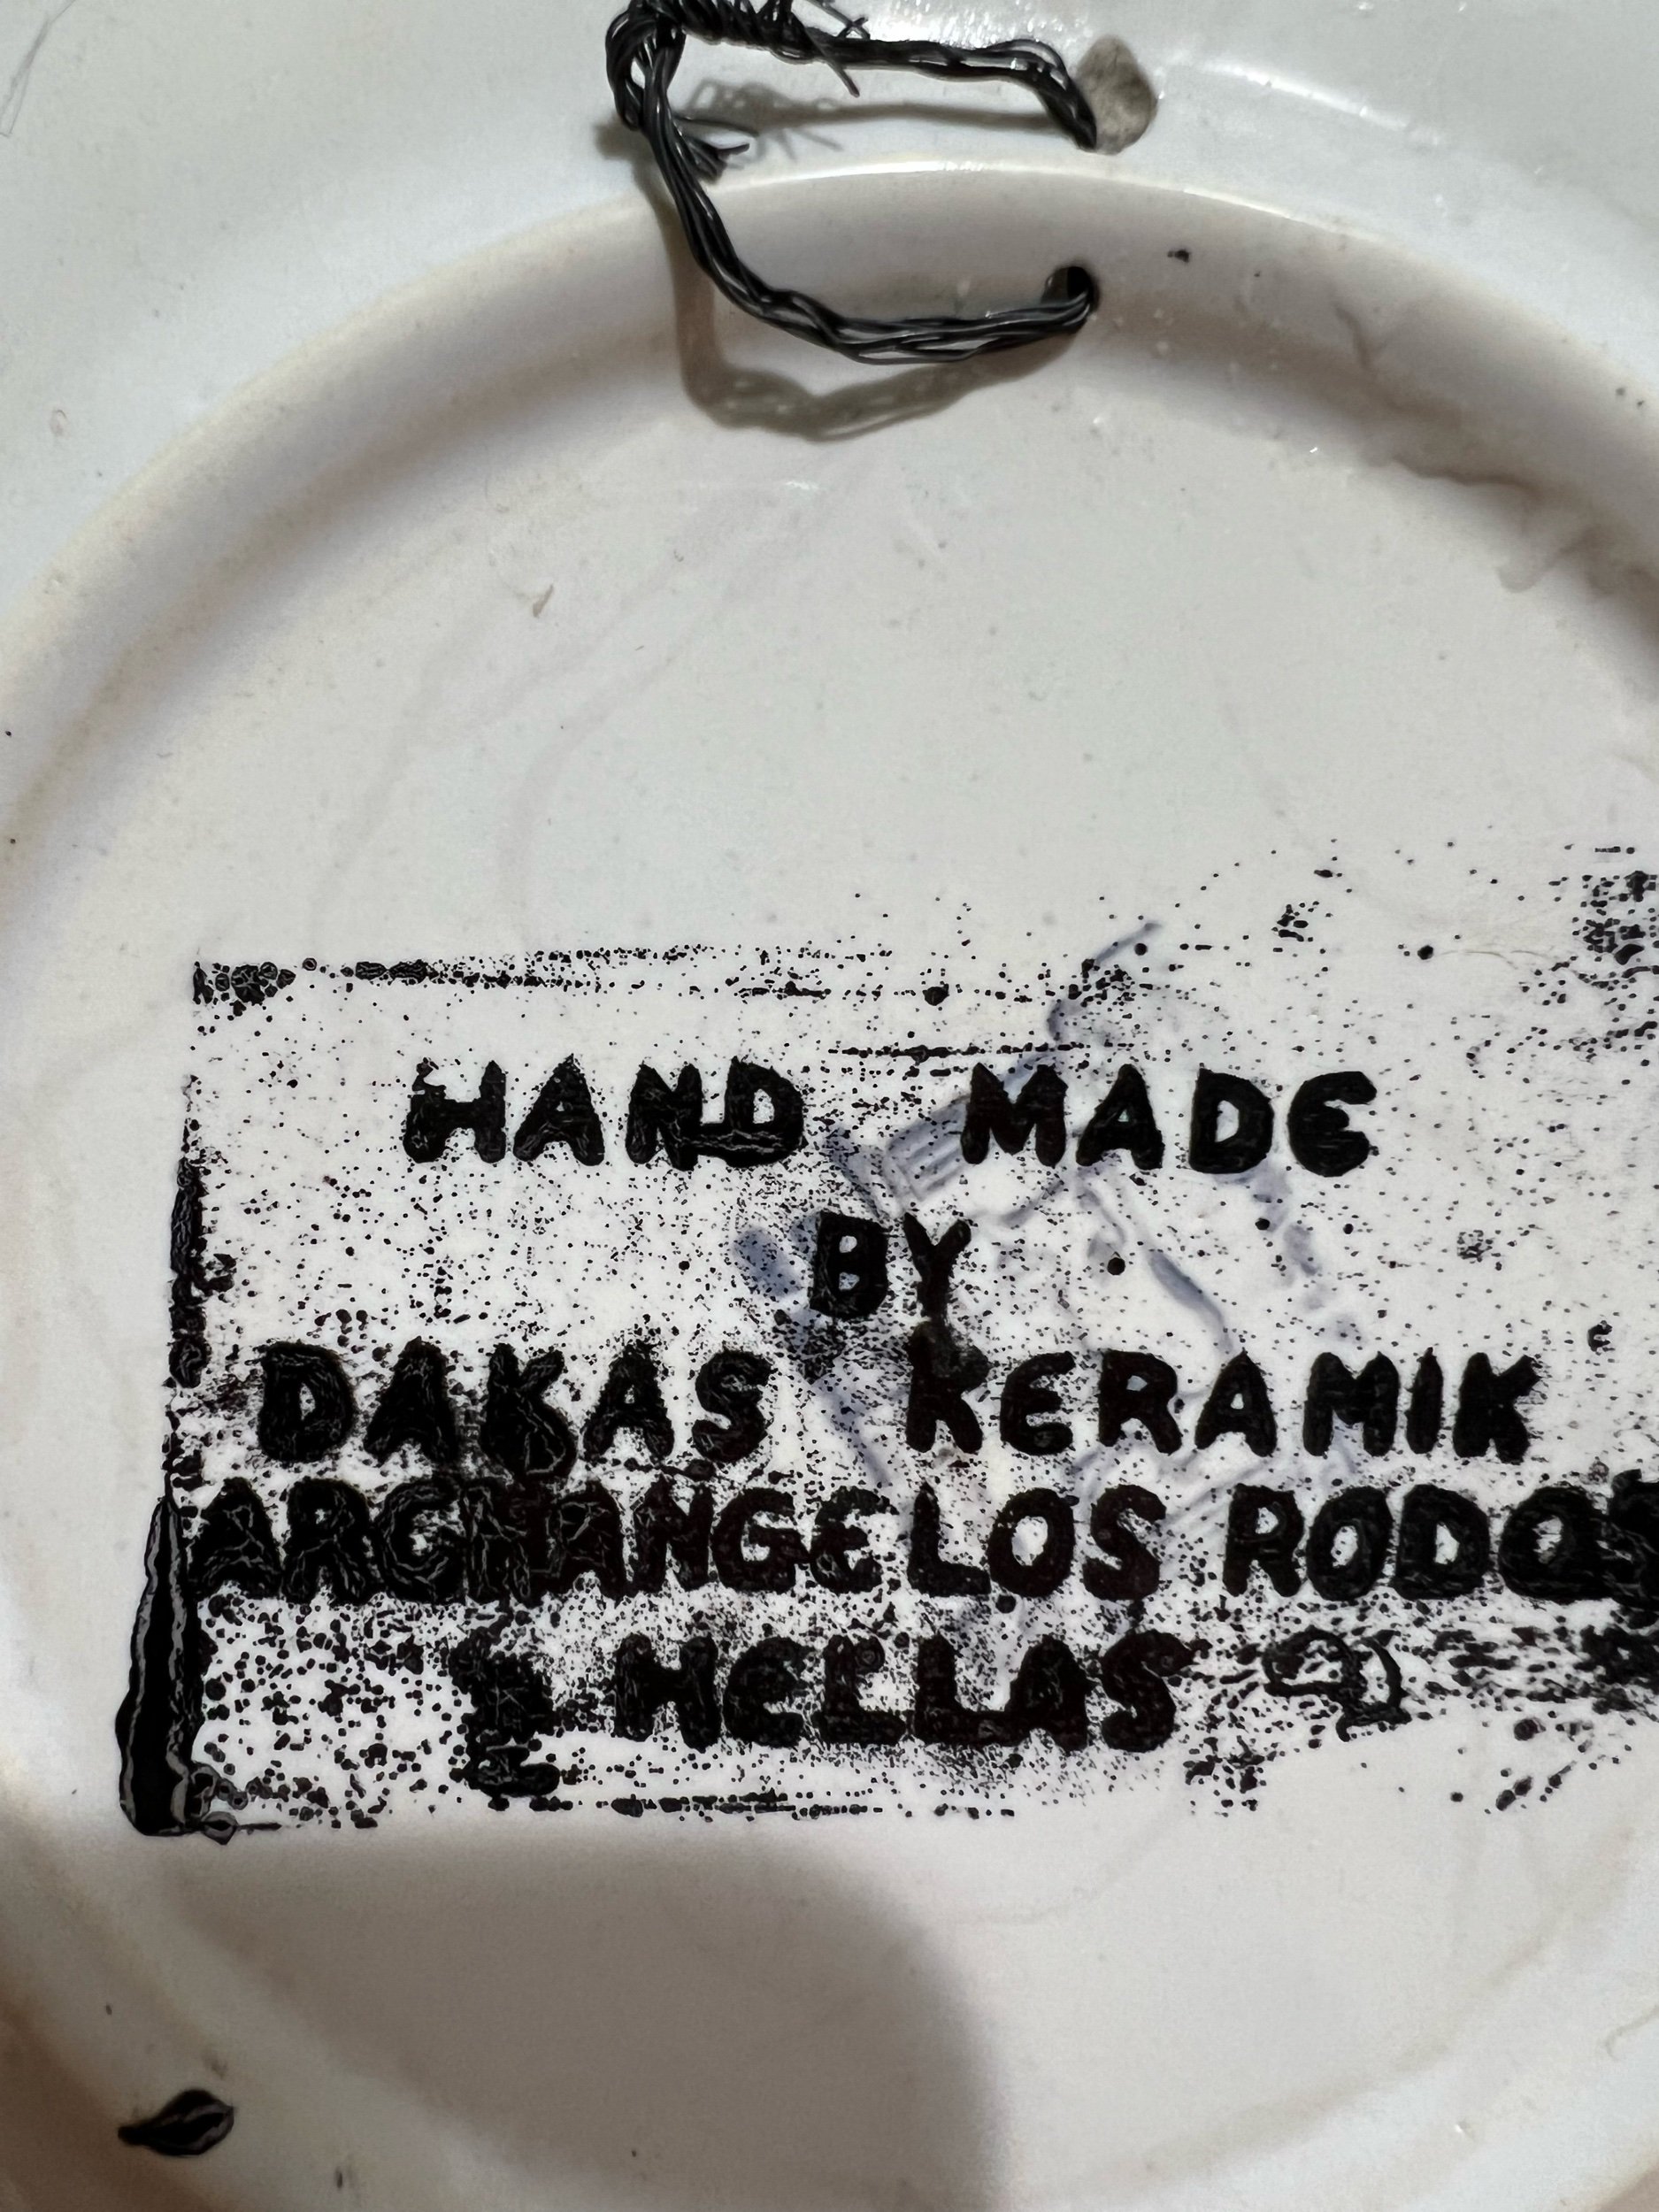 HAND MADE
BY
DAKAS KERAMIK
ARCHANGELOS RODOS
HELLAS